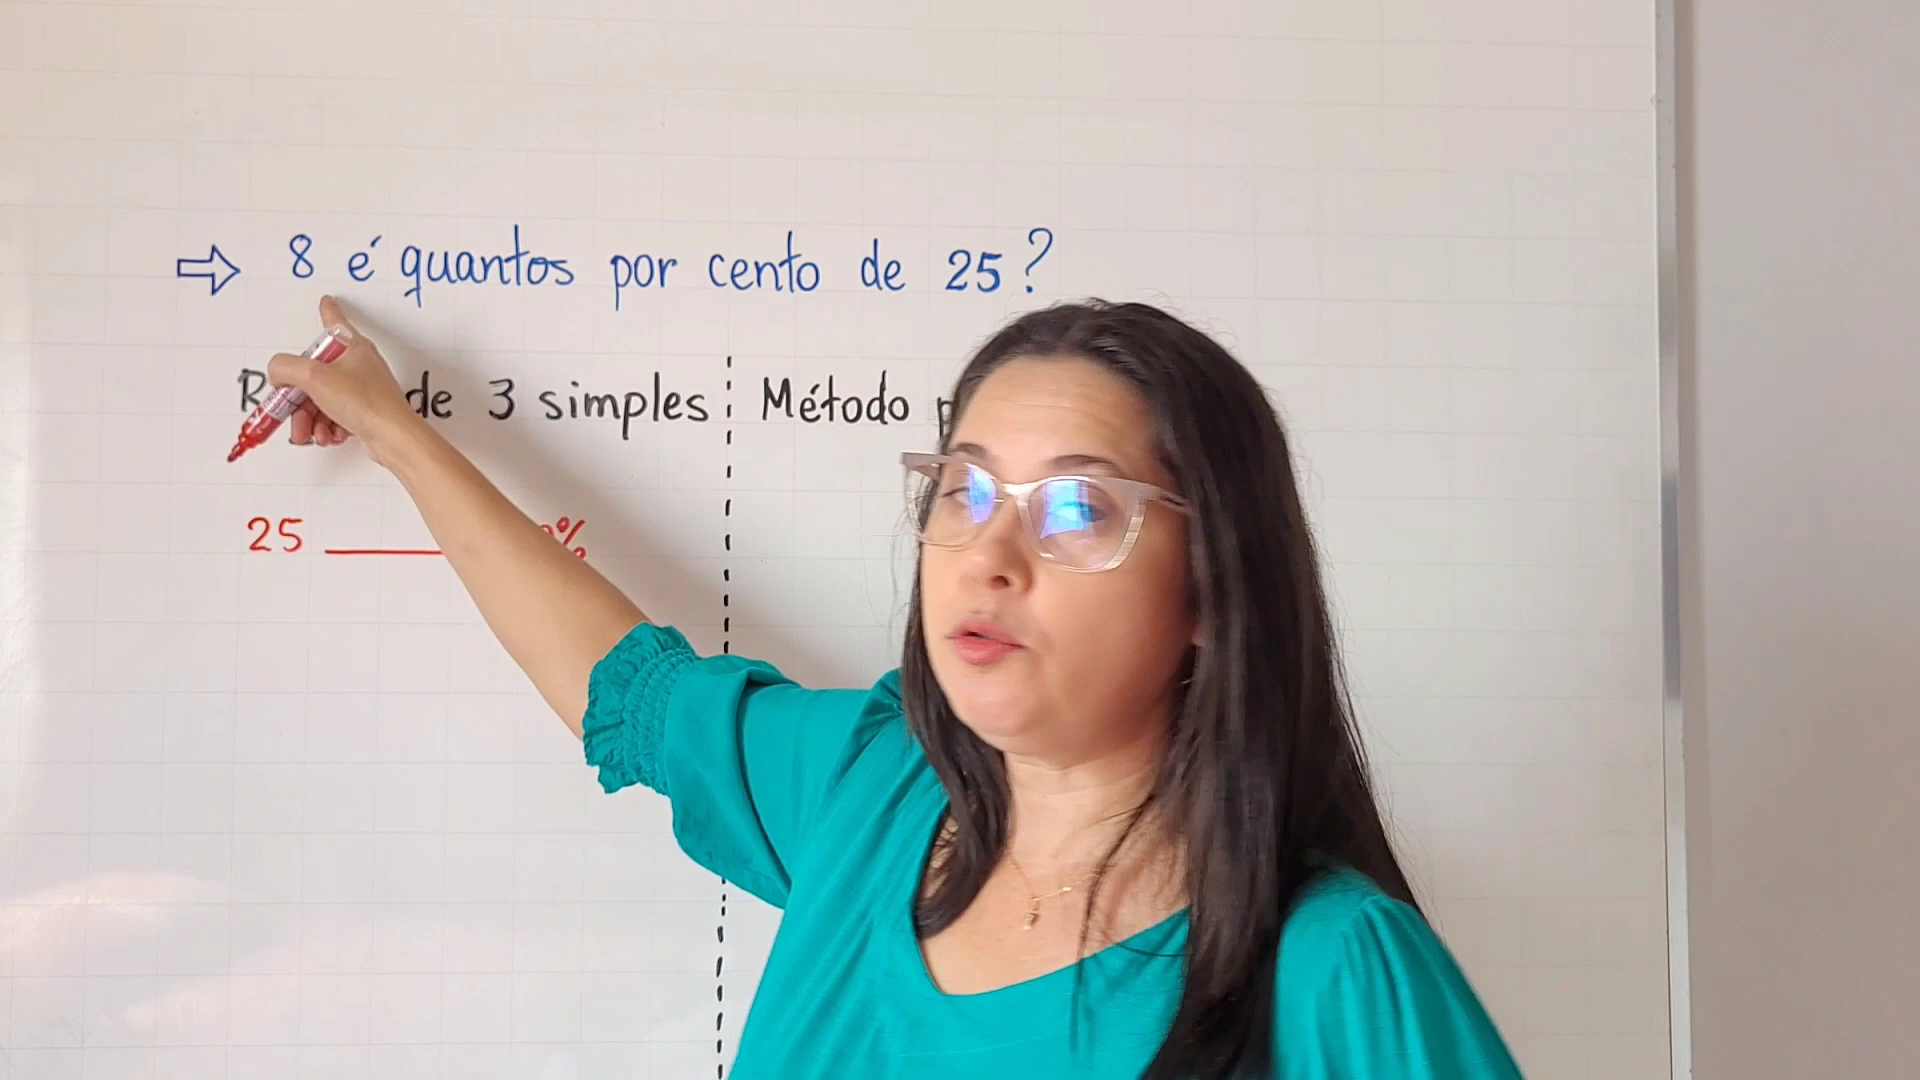 ⇨ 8 é quantos por cento de 25?
de 3 simples
Método
25 %